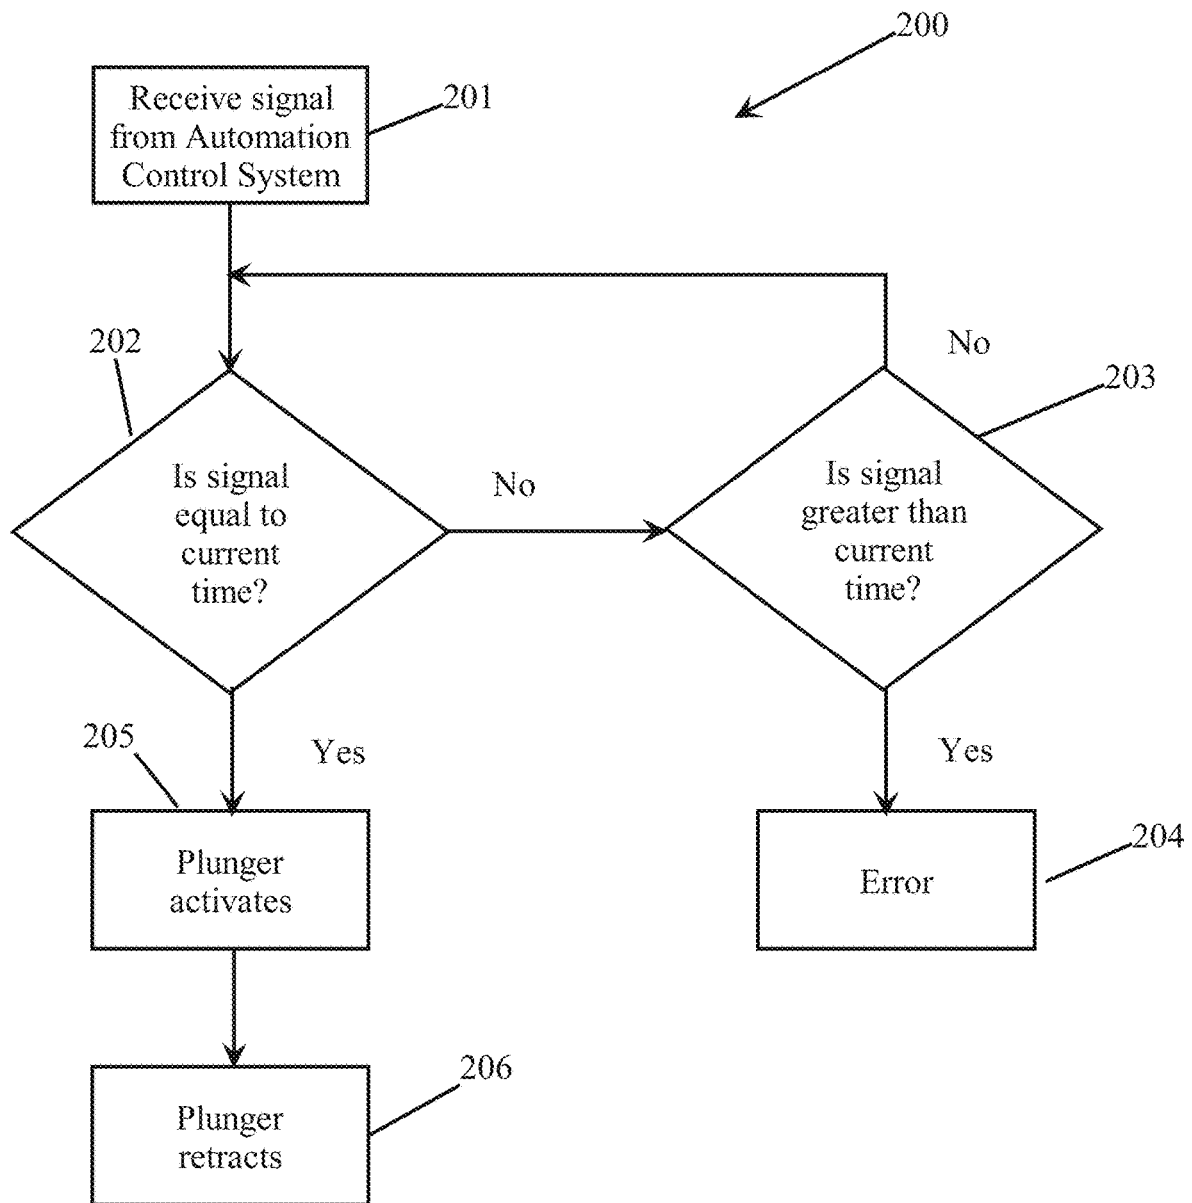 200
Receive signal
from Automation
Control System
201
202
No
203
Is signal
equal to
current
time?
No
Is signal
greater than
current
time?
205
Yes
Yes
Plunger
activates
Error
204
Plunger
retracts
206